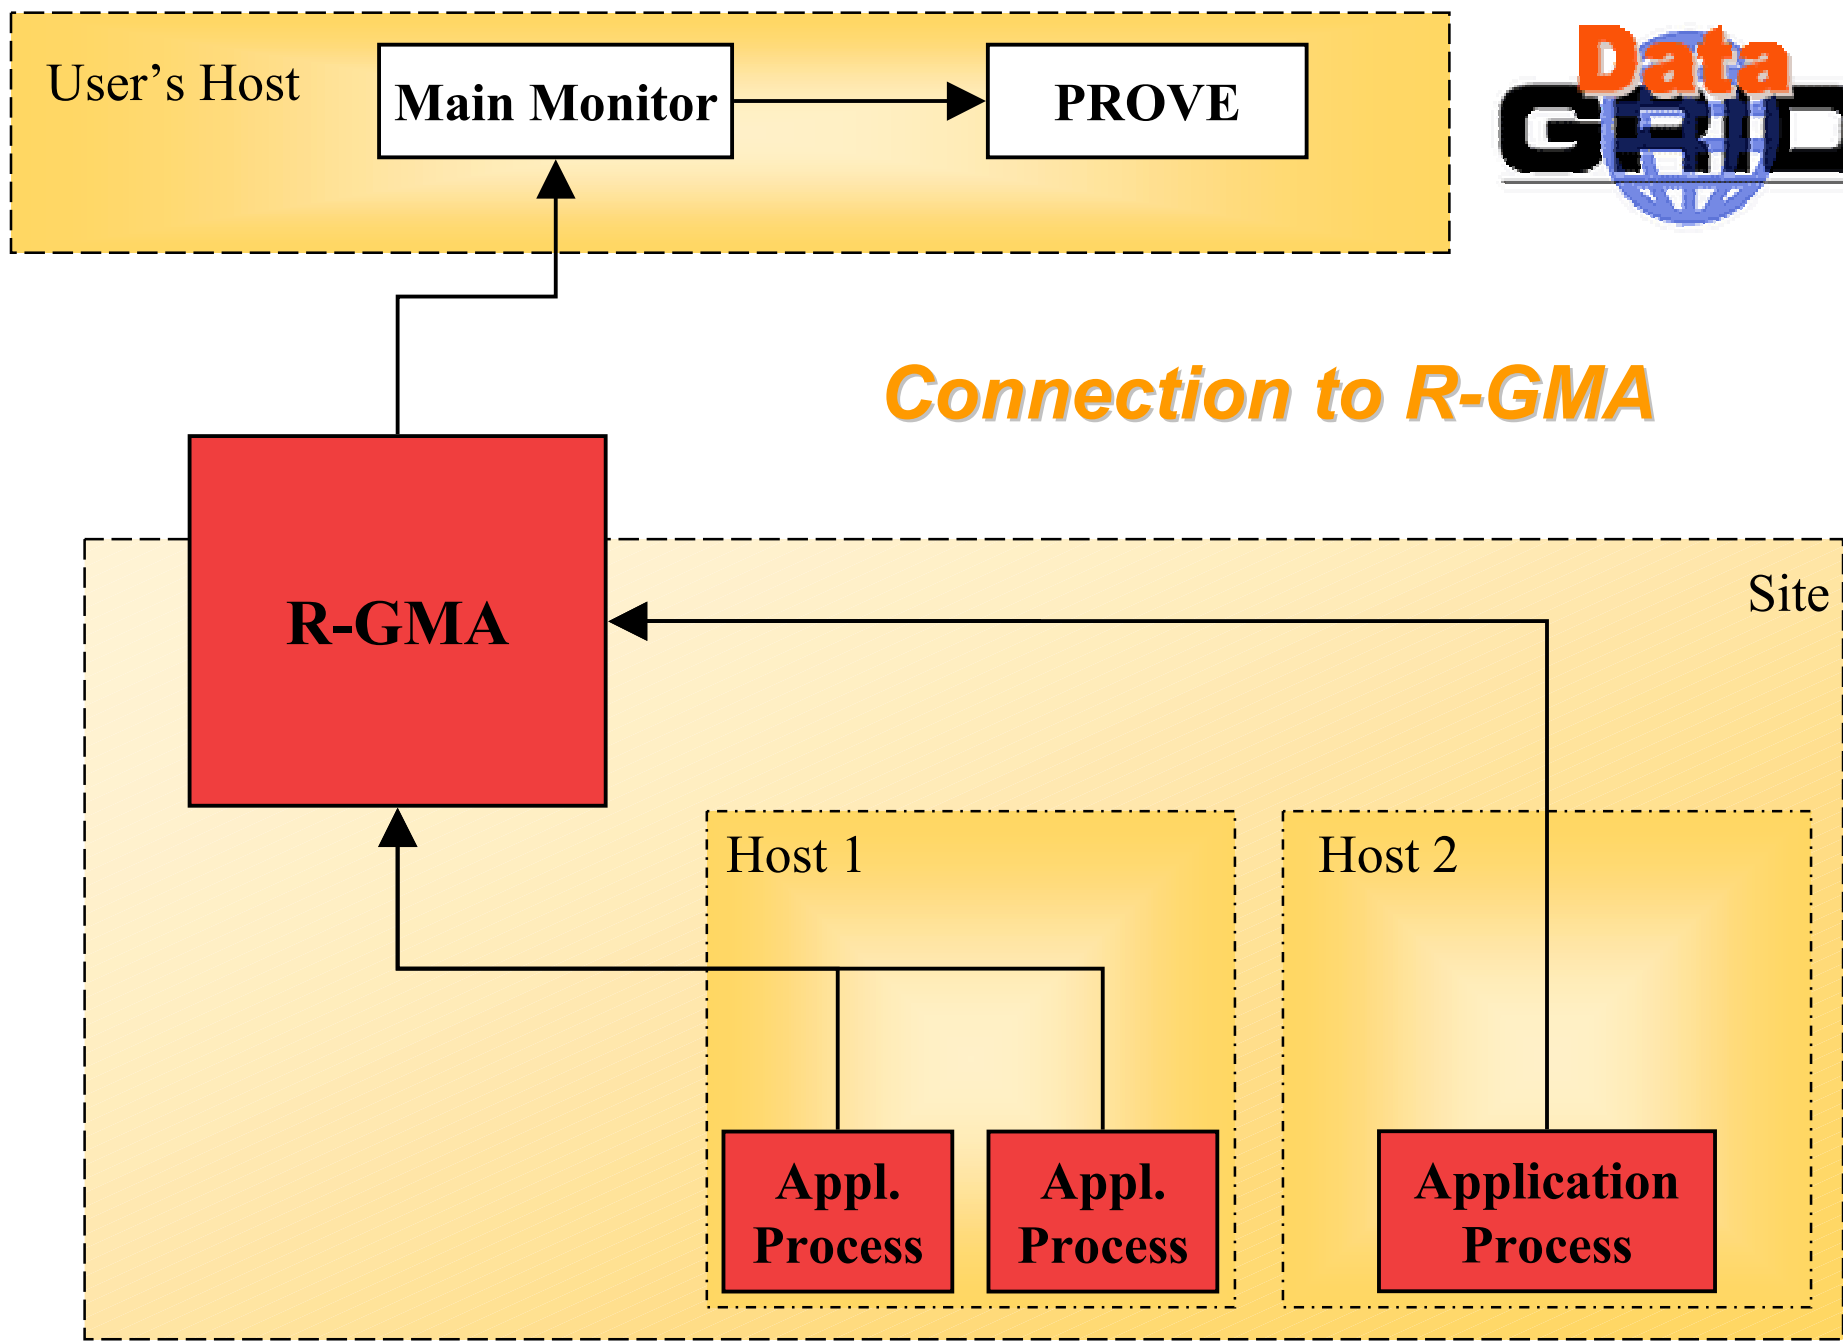 User's Host
Main Monitor
PROVE
Data
GRID
Connection to R-GMA
R-GMA
Site
Host 1
Host 2
Appl.
Process
Appl.
Process
Application
Process